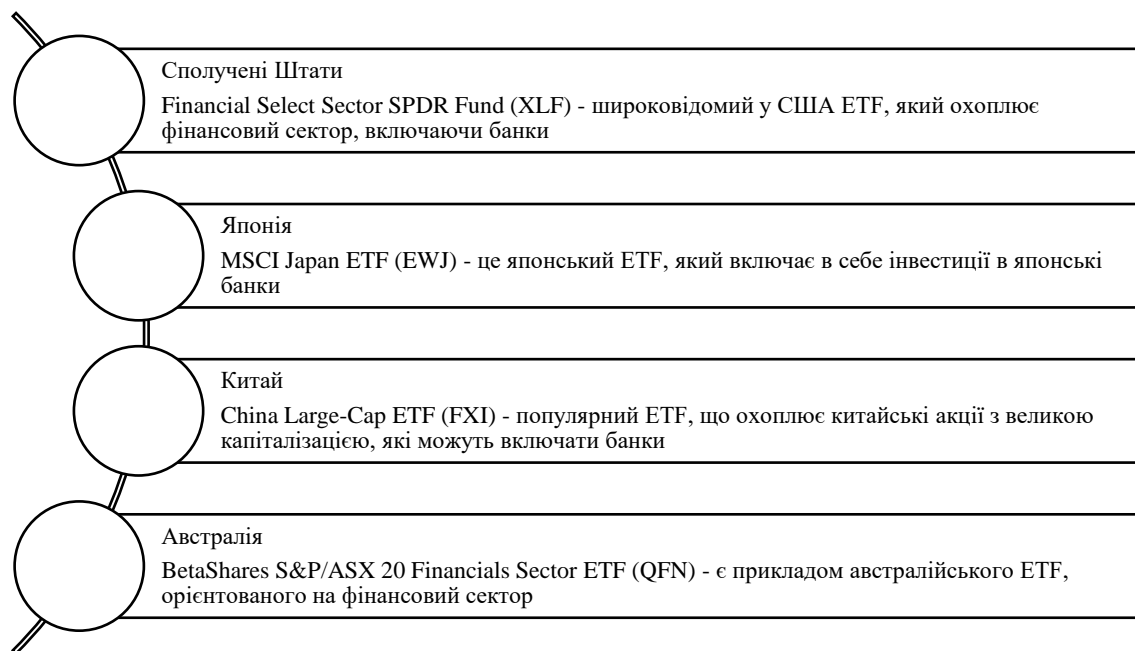 Сполучені Штати
Financial Select Sector SPDR Fund (XLF) - широковідомий у США ETF, який охоплює
фінансовий сектор, включаючи банки
Японія
MSCI Japan ETF (EWJ) - це японський ETF, який включає в себе інвестиції в японські
банки
Китай
China Large-Cap ETF (FXI) - популярний ETF, що охоплює китайські акції з великою
капіталізацією, які можуть включати банки
Австралія
BetaShares S&P/ASX 20 Financials Sector ETF (QFN) - є прикладом австралійського ETF,
орієнтованого на фінансовий сектор